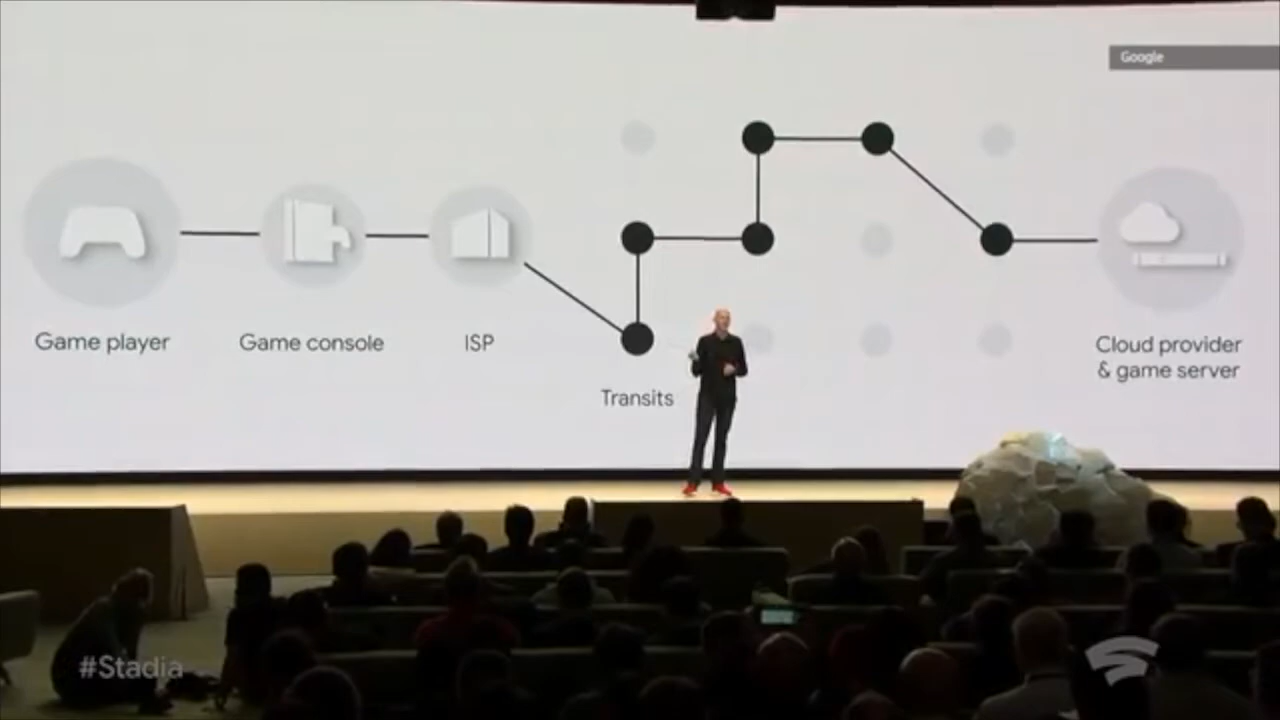 Google
Game player
Game console
ISP
Transits
Cloud provider
& game server
#Stadia